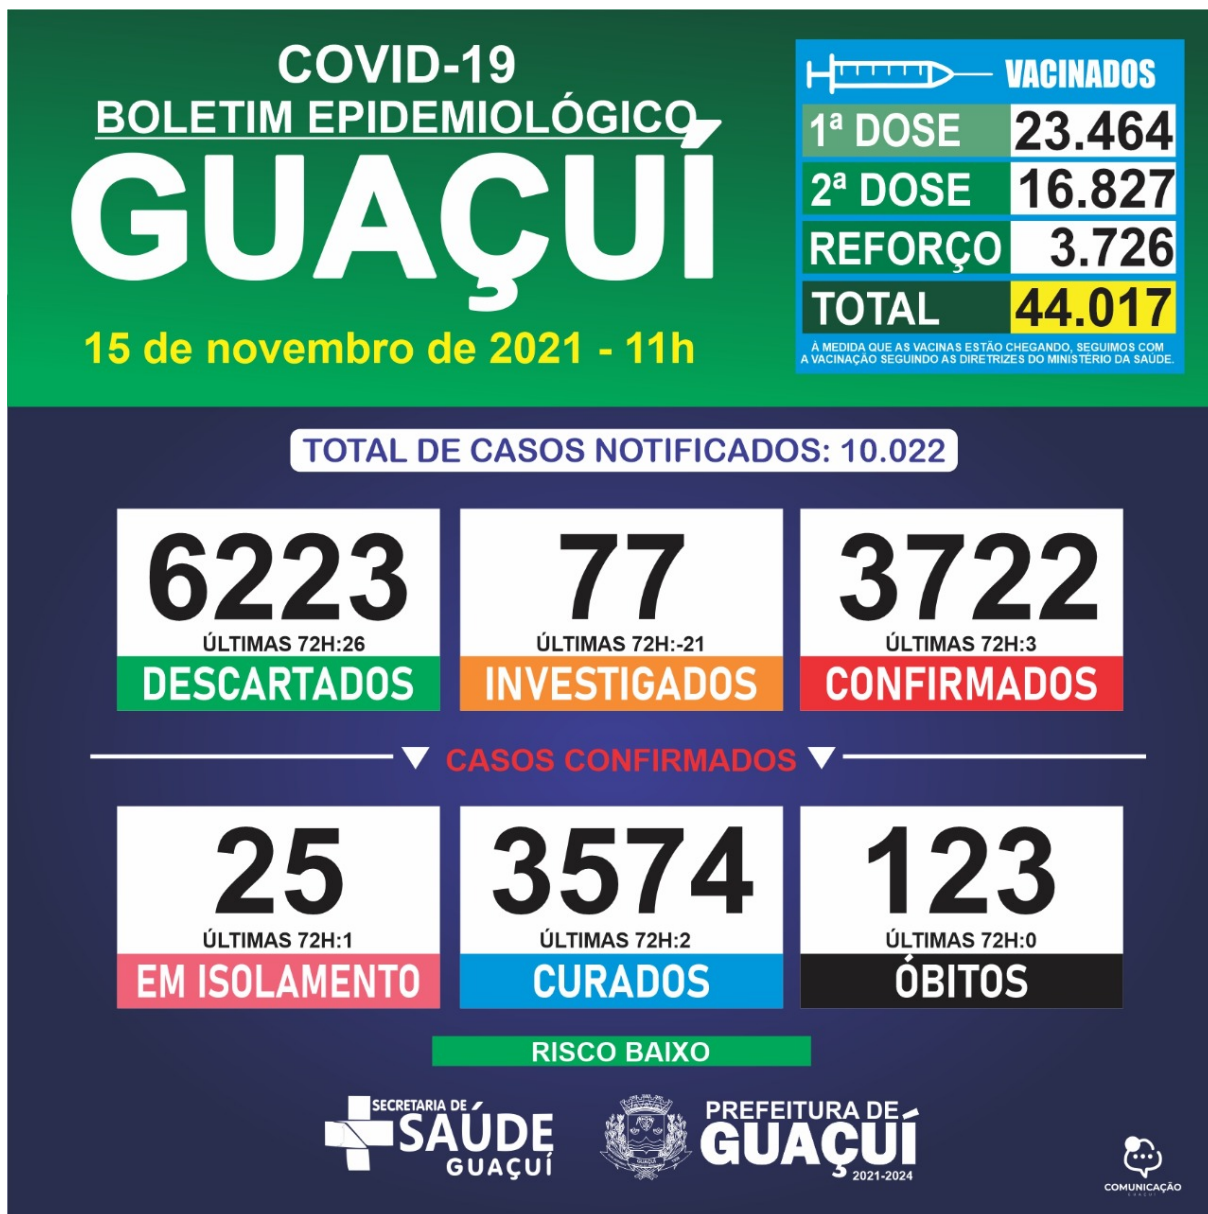 COVID-19
BOLETIM EPIDEMIOLÓGICO
GUAÇUÍ
15 de novembro de 2021 - 11h
VACINADOS
1ª DOSE 23.464
2ª DOSE 16.827
REFORÇO 3.726
TOTAL 44.017
À MEDIDA QUE AS VACINAS ESTÃO CHEGANDO, SEGUIMOS COM
A VACINAÇÃO SEGUINDO AS DIRETRIZES DO MINISTÉRIO DA SAÚDE.
TOTAL DE CASOS NOTIFICADOS: 10.022
6223
ÚLTIMAS 72H:26
DESCARTADOS
77
ÚLTIMAS 72H:-21
INVESTIGADOS
3722
ÚLTIMAS 72H:3
CONFIRMADOS
CASOS CONFIRMADOS
25
ÚLTIMAS 72H:1
EM ISOLAMENTO
3574
ÚLTIMAS 72H:2
CURADOS
123
ÚLTIMAS 72H:0
ÓBITOS
RISCO BAIXO
SECRETARIA DE
SAÚDE
GUAÇUÍ
GUAÇUÍ
PREFEITURA DE
GUAÇUÍ
2021-2024
COMUNICAÇÃO
GUAÇUÍ